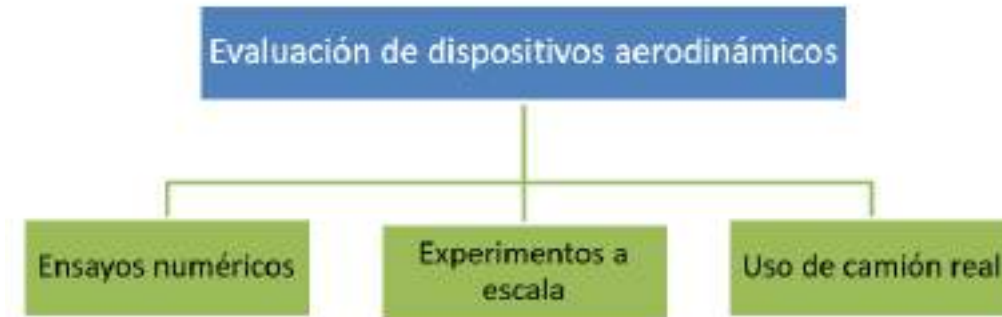 Evaluación de dispositivos aerodinámicos
Ensayos numéricos
Experimentos a
escala
Uso de camión real